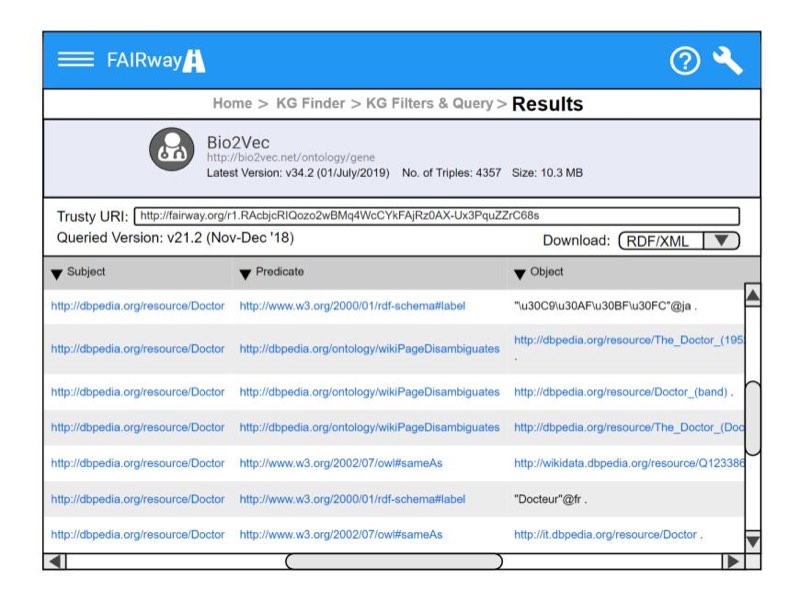 FAIRway
Home > KG Finder > KG Filters & Query > Results
Bio2Vec
http://bio2vec.net/ontology/gene
Latest Version: v34.2 (01/July/2019) No. of Triples: 4357 Size: 10.3 MB
Trusty URI: http://fairway.org/r1.RAcbjcRIQozo2wBMq4WcCYkFAjRz0AX-Ux3PquZZrC68s
Queried Version: v21.2 (Nov-Dec '18) Download: RDF/XML
Subject Predicate Object
http://dbpedia.org/resource/Doctor http://www.w3.org/2000/01/rdf-schema#label "\u30C9\u30AF\u30BF\u30FC"@ja .
http://dbpedia.org/resource/Doctor http://dbpedia.org/ontology/wikiPageDisambiguates http://dbpedia.org/resource/The_Doctor_(195
.
http://dbpedia.org/resource/Doctor http://dbpedia.org/ontology/wikiPageDisambiguates http://dbpedia.org/resource/Doctor_(band) .
http://dbpedia.org/resource/Doctor http://dbpedia.org/ontology/wikiPageDisambiguates http://dbpedia.org/resource/The_Doctor_(Doc
http://dbpedia.org/resource/Doctor http://www.w3.org/2002/07/owl#sameAs http://wikidata.dbpedia.org/resource/Q123386
http://dbpedia.org/resource/Doctor http://www.w3.org/2000/01/rdf-schema#label "Docteur"@fr .
http://dbpedia.org/resource/Doctor http://www.w3.org/2002/07/owl#sameAs http://it.dbpedia.org/resource/Doctor .